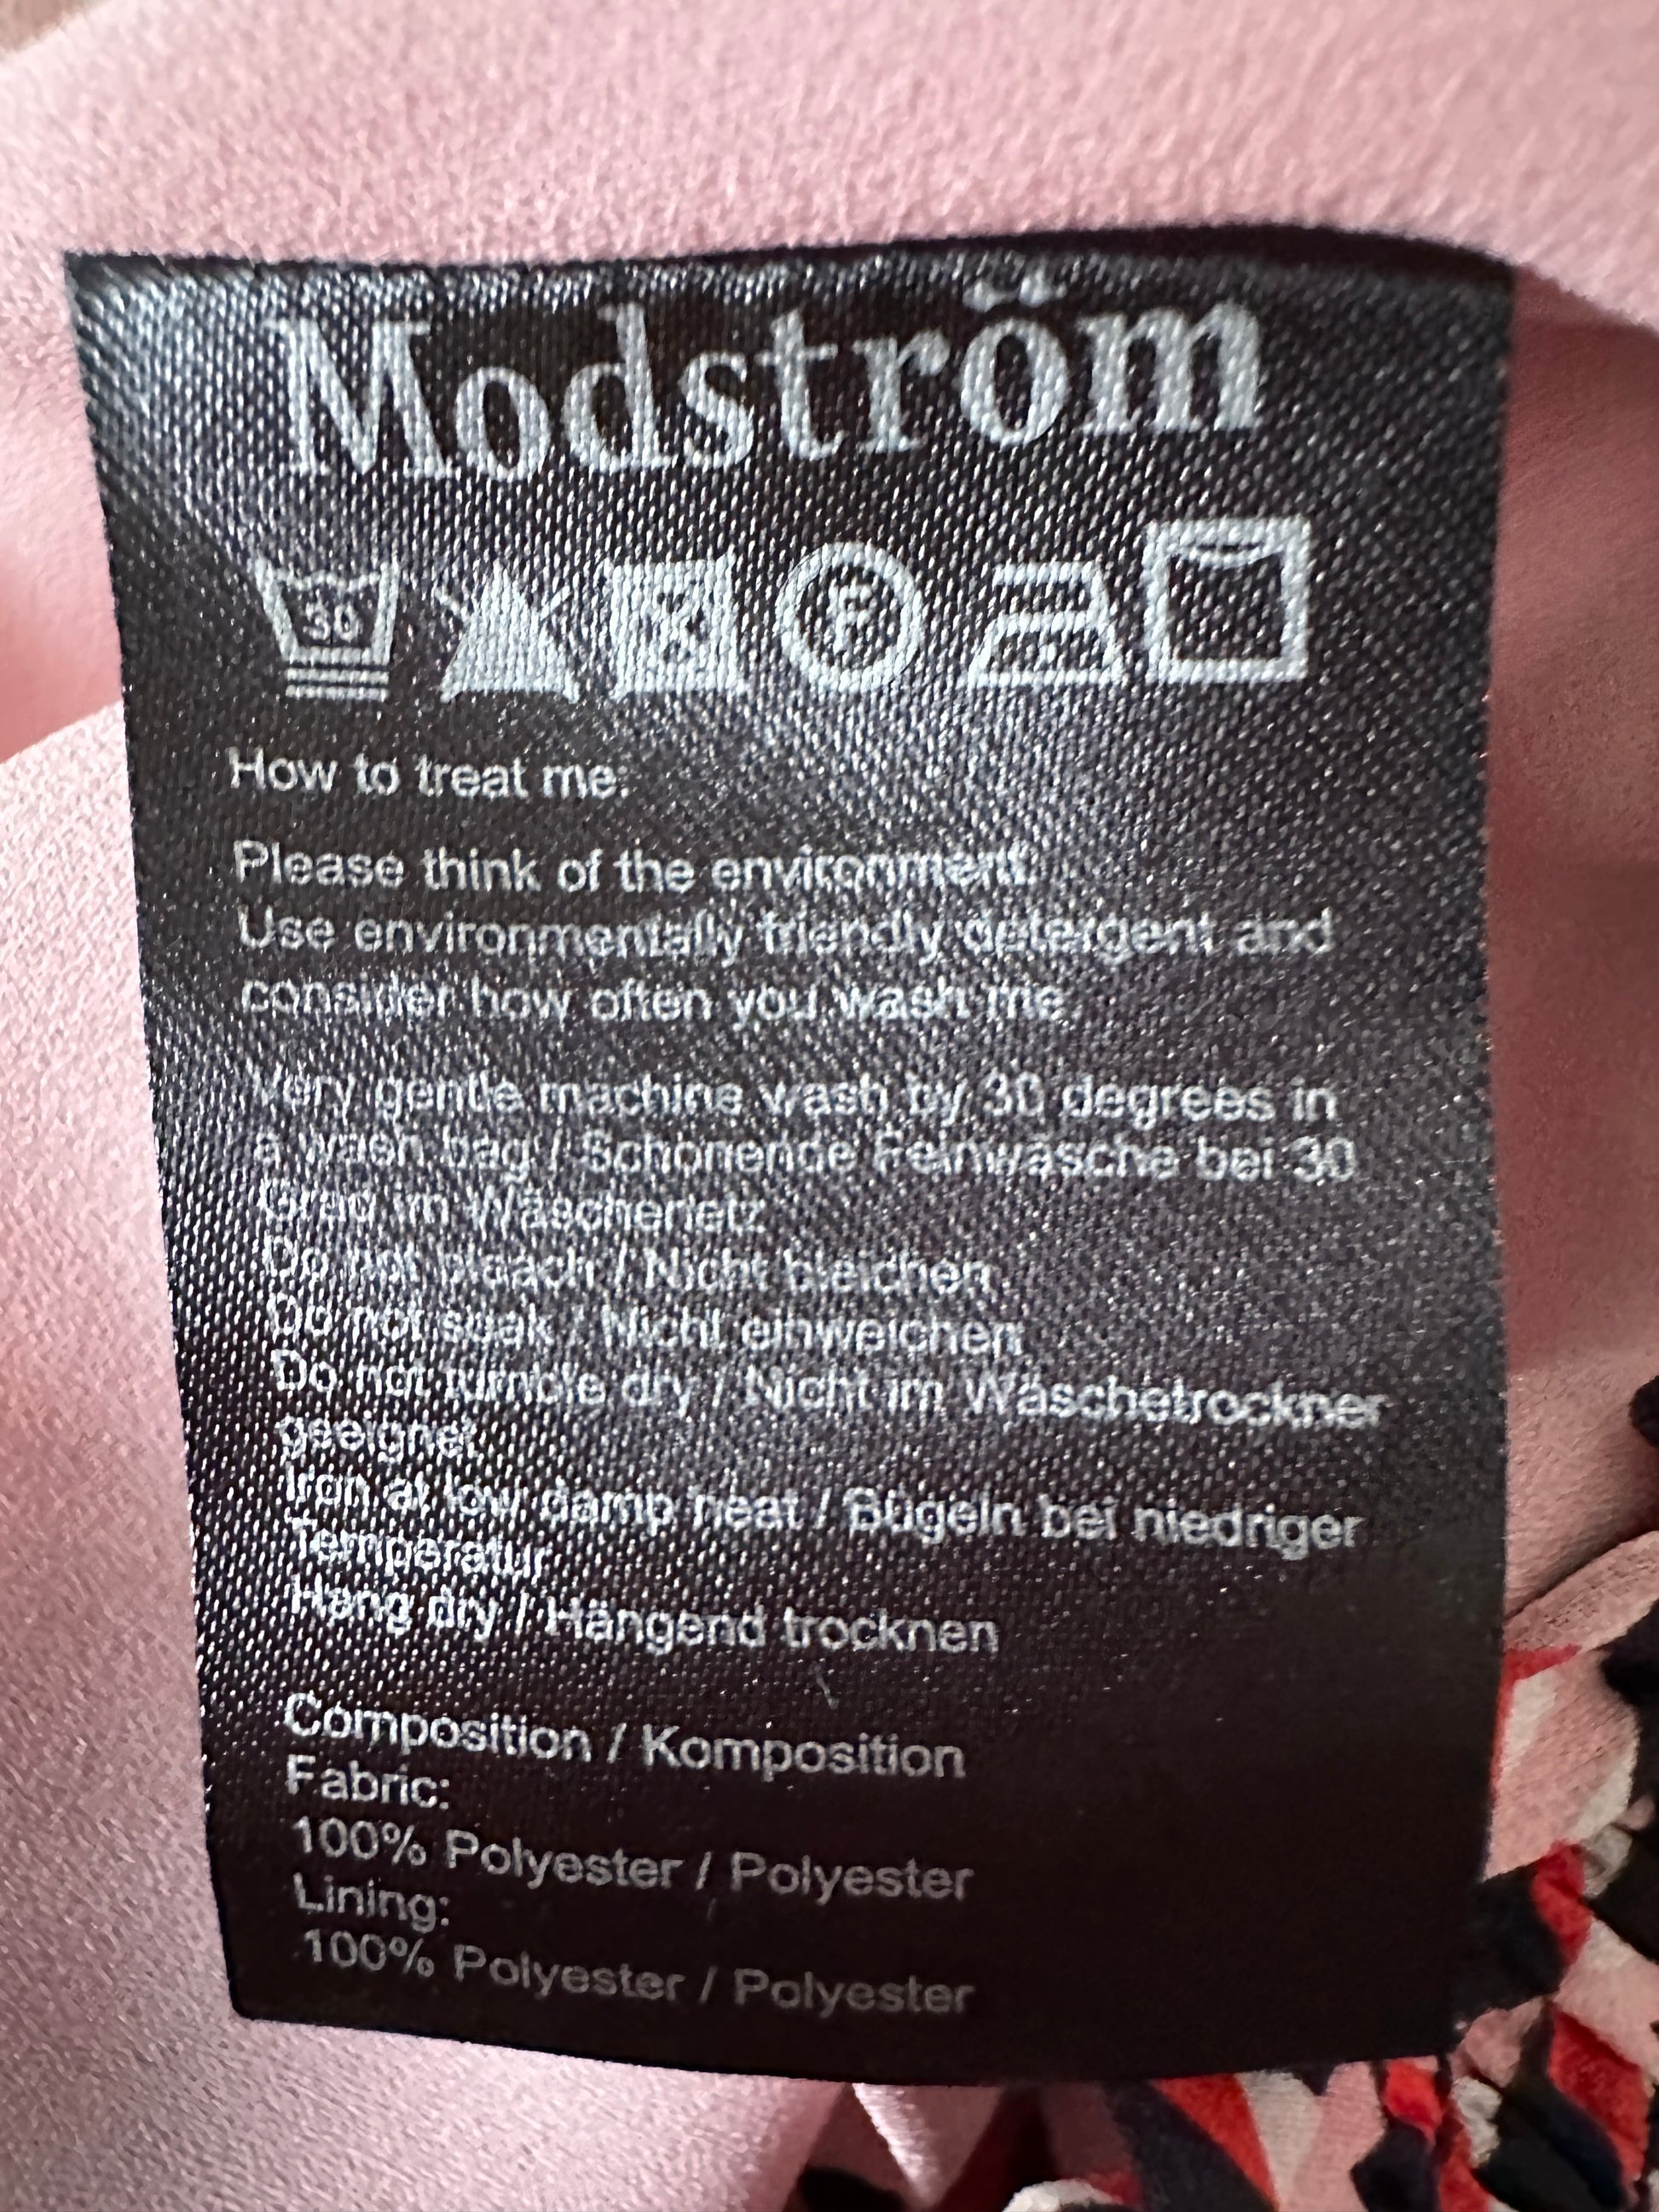 Modström
30
F
How to treat me:
Please think of the environment.
Use environmentally friendly detergent and
consider how often you wash me
Very gentle machine wash by 30 degrees in
a wash bag / Schonende Feinwäsche bei 30
Grad im Wäschenetz
Do not bleach / Nicht bleichen
Do not soak / Nicht einweichen
Do not tumble dry / Nicht im Wäschetrockner
geeignet
Iron at low damp heat / Bügeln bei niedriger
Temperatur
Hang dry / Hängend trocknen
Composition / Komposition
Fabric:
100% Polyester / Polyester
Lining:
100% Polyester / Polyester